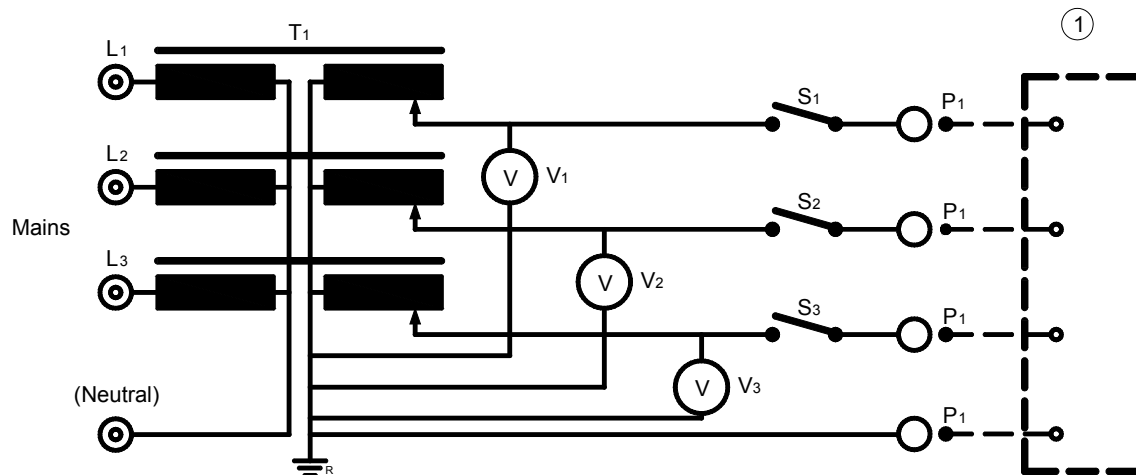 1
T1
L1
S1
P1
V
V1
L2
S2
P1
Mains
V
V2
L3
S3
P1
V
V3
(Neutral)
P1
R